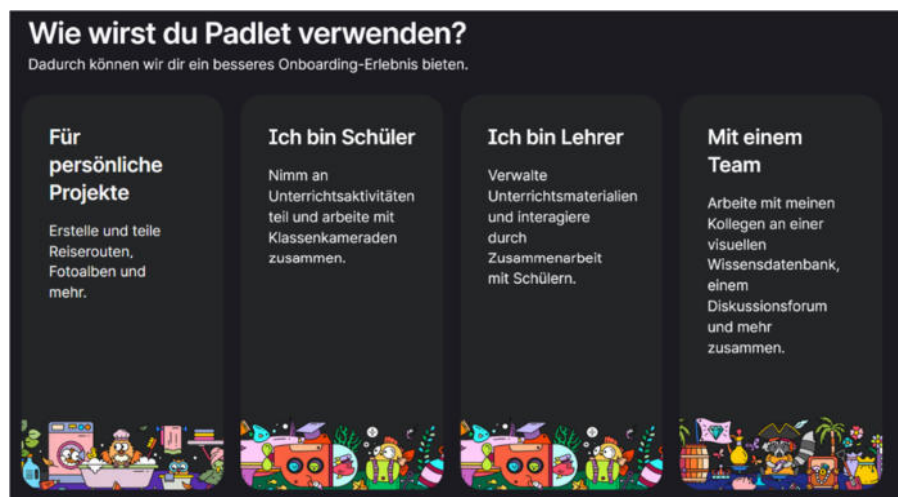 Wie wirst du Padlet verwenden?
Dadurch können wir dir ein besseres Onboarding-Erlebnis bieten.
Für
persönliche
Projekte
Erstelle und teile
Reiserouten,
Fotoalben und
mehr.
Ich bin Schüler
Nimm an
Unterrichtsaktivitäten
teil und arbeite mit
Klassenkameraden
zusammen.
Ich bin Lehrer
Verwalte
Unterrichtsmaterialien
und interagiere
durch
Zusammenarbeit
mit Schülern.
Mit einem
Team
Arbeite mit meinen
Kollegen an einer
visuellen
Wissensdatenbank,
einem
Diskussionsforum
und mehr
zusammen.